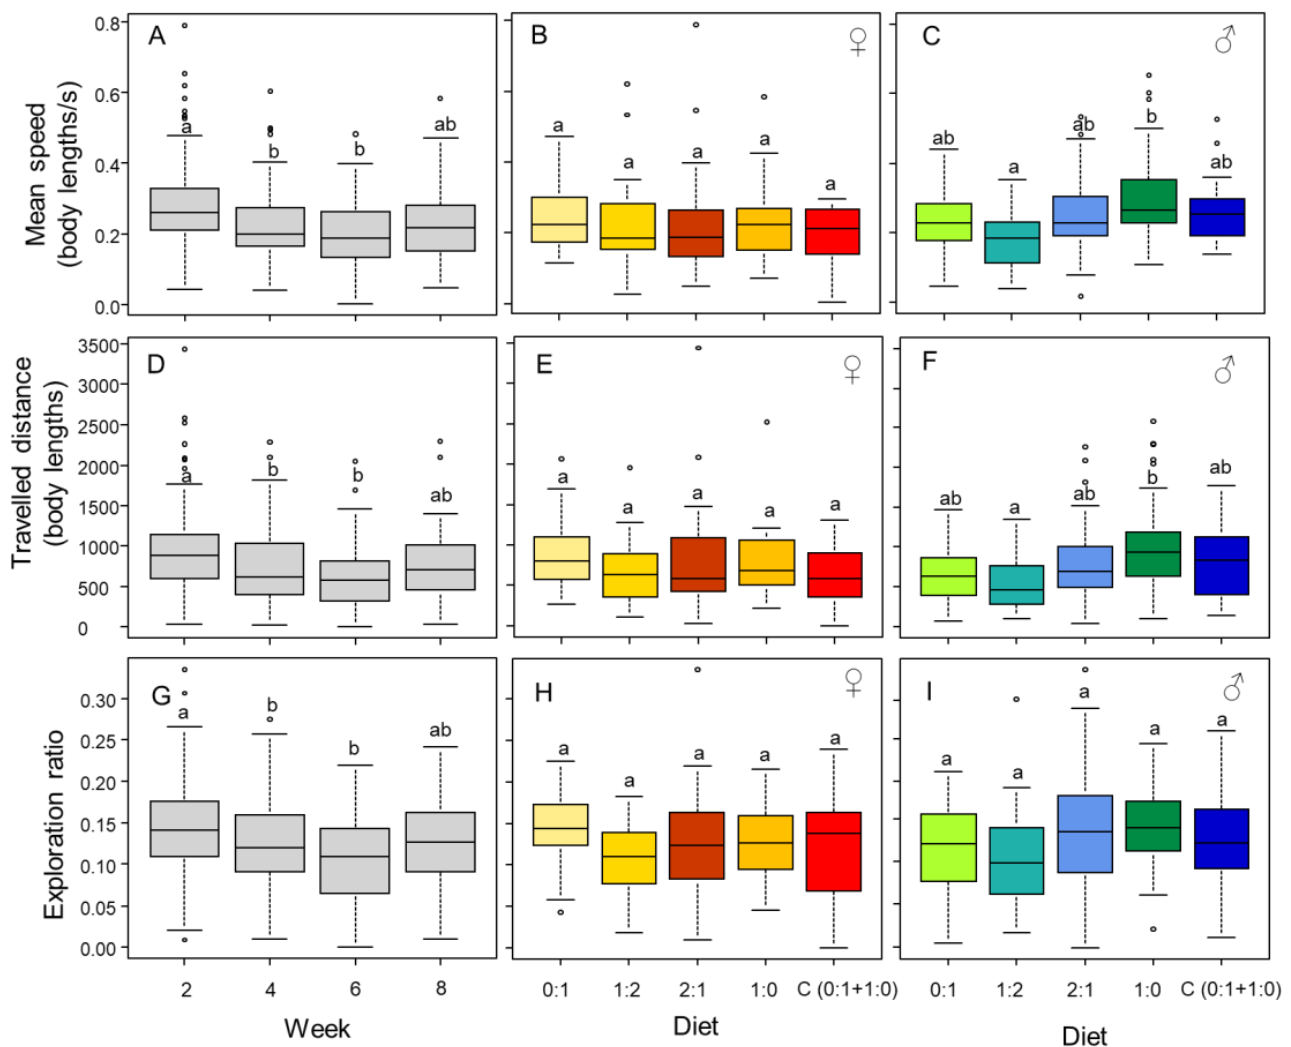 A
B
♀
C
♂
Mean speed
(body lengths/s)
0.8
0.6
0.4
0.2
0.0
a
b
b
ab
a
a
a
a
a
ab
a
ab
b
ab
D
E
♀
F
♂
Travelled distance
(body lengths)
3500
3000
2500
2000
1500
1000
500
0
a
b
b
ab
a
a
a
a
a
ab
a
ab
b
ab
G
H
♀
I
♂
Exploration ratio
0.30
0.25
0.20
0.15
0.10
0.05
0.00
a
b
b
ab
a
a
a
a
a
a
a
a
a
a
2 4 6 8
0:1 1:2 2:1 1:0 C (0:1+1:0)
0:1 1:2 2:1 1:0 C (0:1+1:0)
Week
Diet
Diet